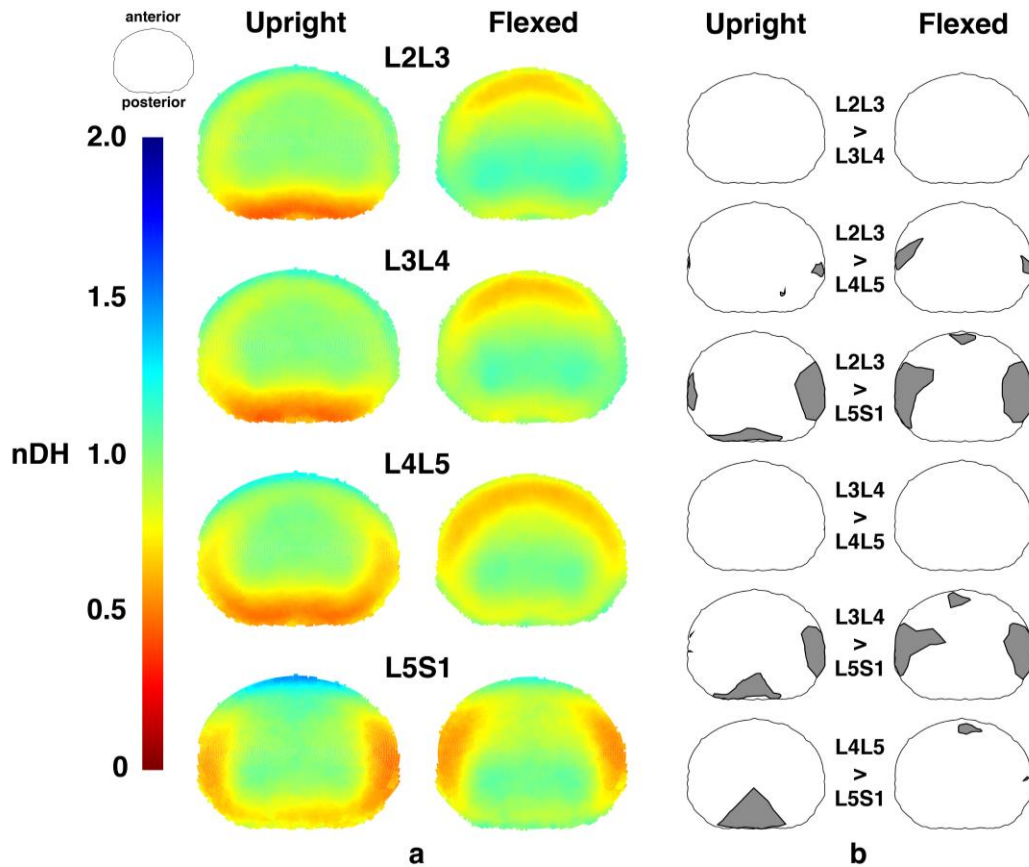 anterior
posterior
Upright
Flexed
Upright
Flexed
L2L3
L3L4
L4L5
L5S1
2.0
1.5
1.0
0.5
0
nDH
L2L3
>
L3L4
L2L3
>
L4L5
L2L3
>
L5S1
L3L4
>
L4L5
L3L4
>
L5S1
L4L5
>
L5S1
a
b